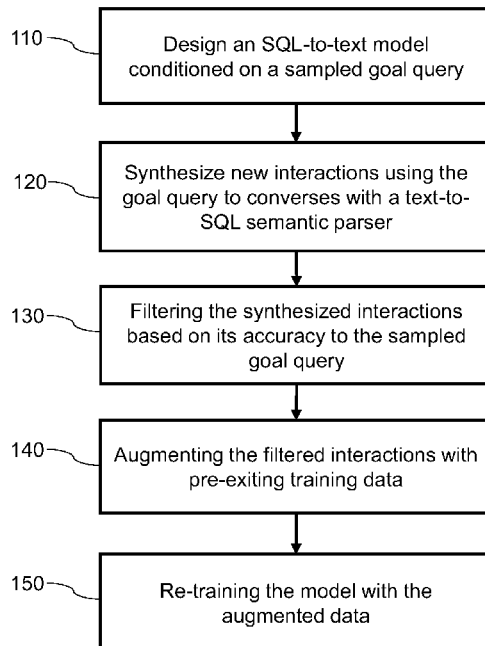 110
Design an SQL-to-text model
conditioned on a sampled goal query
120
Synthesize new interactions using the
goal query to converses with a text-to-
SQL semantic parser
130
Filtering the synthesized interactions
based on its accuracy to the sampled
goal query
140
Augmenting the filtered interactions with
pre-exiting training data
150
Re-training the model with the
augmented data